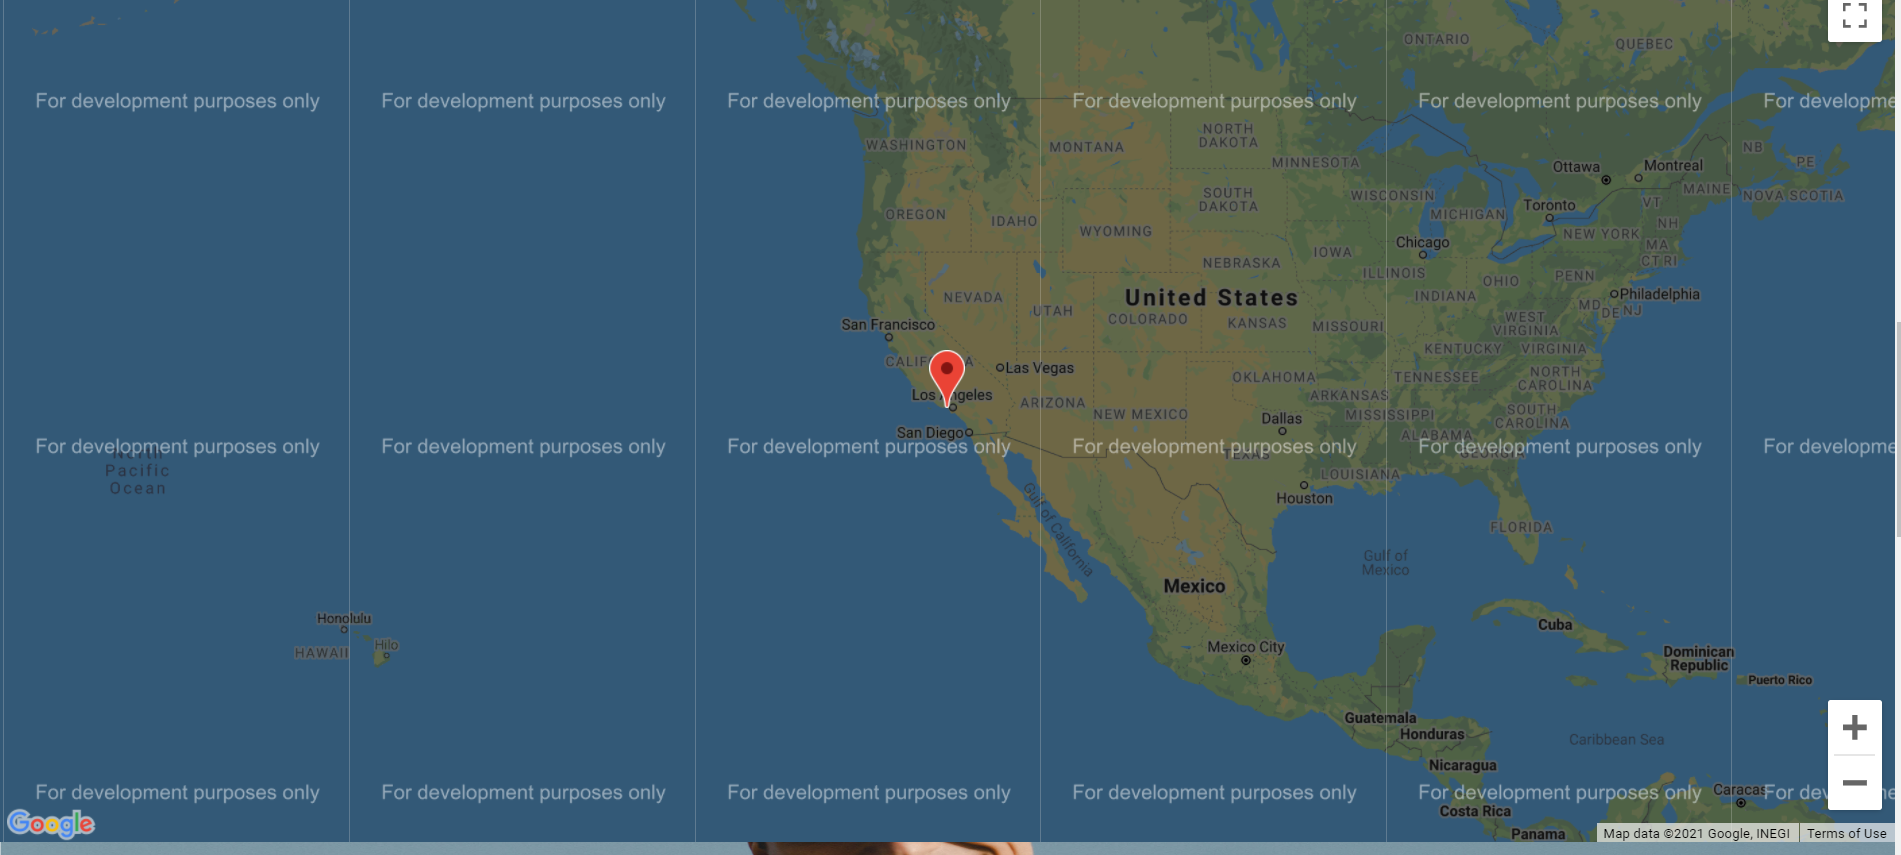 ONTARIO
QUEBEC
For development purposes only
For development purposes only
For development purposes only
For development purposes only
For development purposes only
For developme
WASHINGTON
MONTANA
NORTH
DAKOTA
MINNESOTA
NB
PE
Ottawa
Montreal
MAINE
NOVA SCOTIA
OREGON
IDAHO
WYOMING
SOUTH
DAKOTA
WISCONSIN
MICHIGAN
Toronto
VT
NH
NEW YORK
MA
CT RI
Chicago
IOWA
NEBRASKA
ILLINOIS
INDIANA
OHIO
PENN
NEVADA
UTAH
United States
COLORADO
KANSAS
MISSOURI
WEST
VIRGINIA
MD
DE
NJ
Philadelphia
San Francisco
KENTUCKY
VIRGINIA
Las Vegas
OKLAHOMA
TENNESSEE
NORTH
CAROLINA
ARIZONA
NEW MEXICO
ARKANSAS
MISSISSIPPI
SOUTH
CAROLINA
Dallas
San Diego
ALABAMA
GEORGIA
For development purposes only
For development purposes only
For development purposes only
For development purposes only
For development purposes only
For developme
North
Pacific
Ocean
TEXAS
LOUISIANA
Houston
Gulf of California
FLORIDA
Gulf of
Mexico
Mexico
Honolulu
HAWAII
Hilo
Mexico City
Cuba
Dominican
Republic
Puerto Rico
Guatemala
Honduras
Caribbean Sea
Nicaragua
For development purposes only
For development purposes only
For development purposes only
For development purposes only
For development purposes only
Caracas
Costa Rica
Panama
Google
Map data ©2021 Google, INEGI
Terms of Use